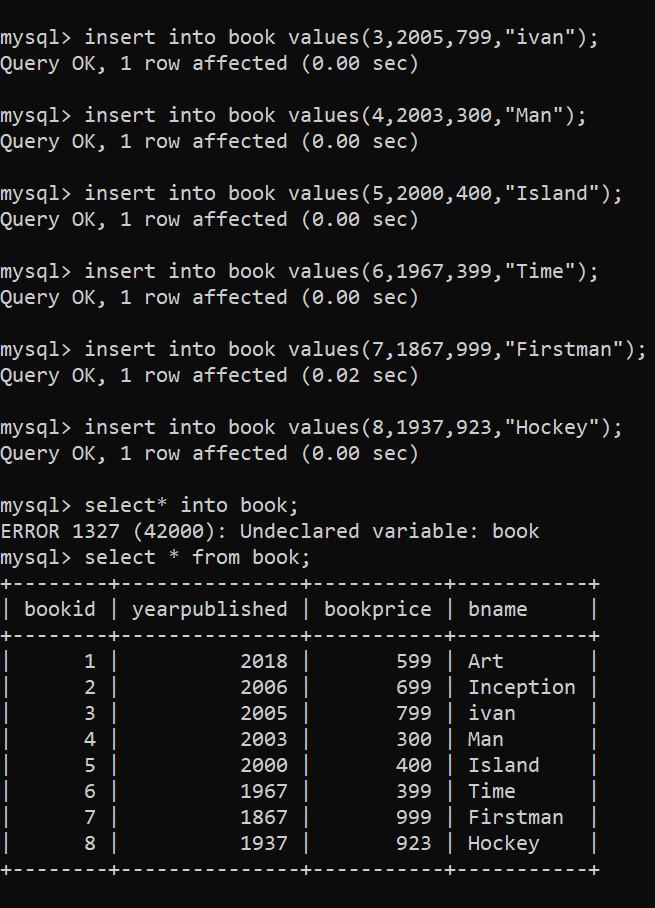 mysql> insert into book values(3,2005,799,"ivan");
Query OK, 1 row affected (0.00 sec)
mysql> insert into book values(4,2003,300,"Man");
Query OK, 1 row affected (0.00 sec)
mysql> insert into book values(5,2000,400,"Island");
Query OK, 1 row affected (0.00 sec)
mysql> insert into book values(6,1967,399,"Time");
Query OK, 1 row affected (0.00 sec)
mysql> insert into book values(7,1867,999,"Firstman");
Query OK, 1 row affected (0.02 sec)
mysql> insert into book values(8,1937,923,"Hockey");
Query OK, 1 row affected (0.00 sec)
mysql> select* into book;
ERROR 1327 (42000): Undeclared variable: book
mysql> select * from book;
+--------+---------------+-----------+-----------+
| bookid | yearpublished | bookprice | bname     |
+--------+---------------+-----------+-----------+
|      1 |          2018 |       599 | Art       |
|      2 |          2006 |       699 | Inception |
|      3 |          2005 |       799 | ivan      |
|      4 |          2003 |       300 | Man       |
|      5 |          2000 |       400 | Island    |
|      6 |          1967 |       399 | Time      |
|      7 |          1867 |       999 | Firstman  |
|      8 |          1937 |       923 | Hockey    |
+--------+---------------+-----------+-----------+